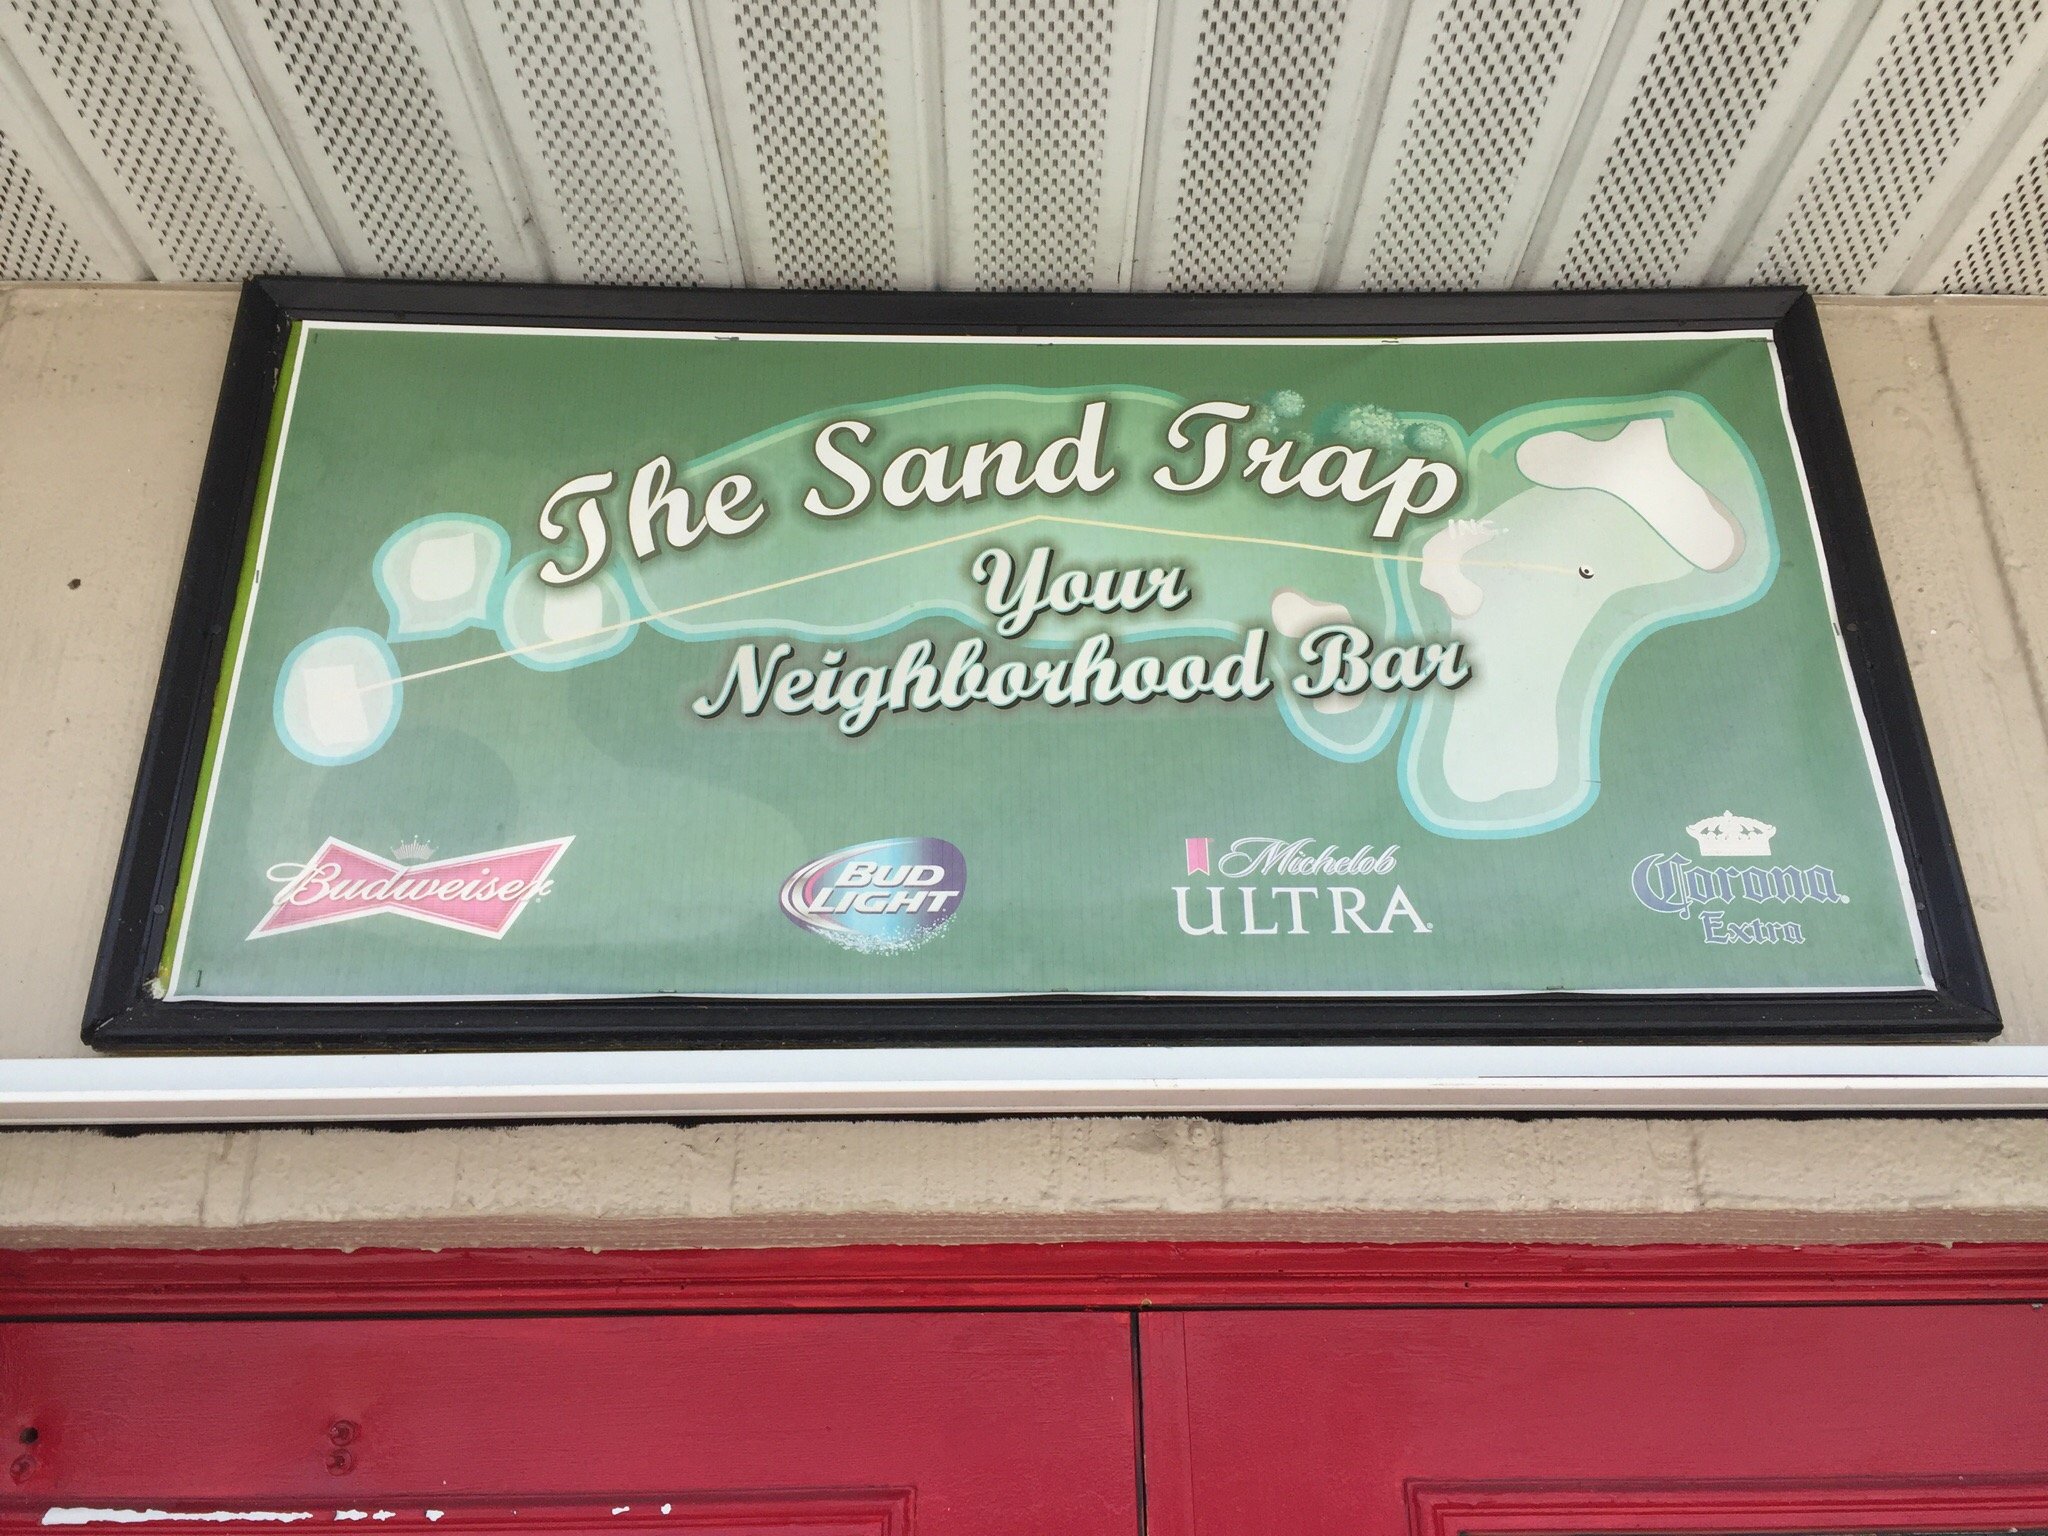 The Sand Trap
INC.
Your
Neighborhood Bar
Budweiser
BUD
LIGHT
Michelob
ULTRA
Corona
Extra